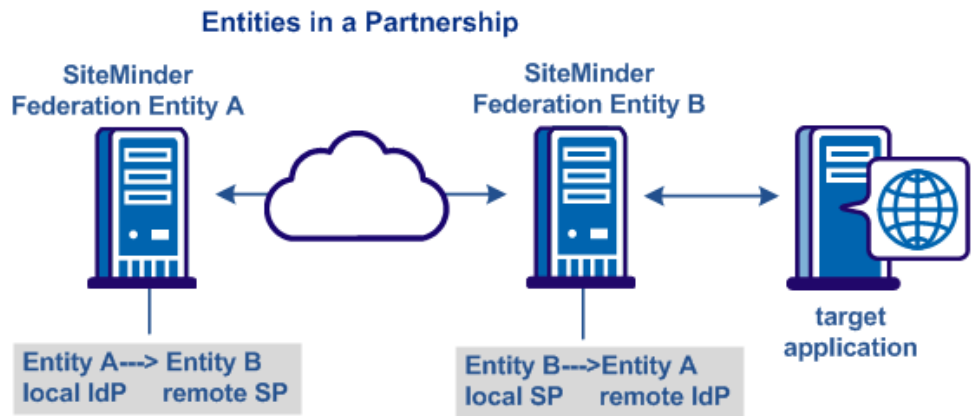 Entities in a Partnership
SiteMinder
Federation Entity A
SiteMinder
Federation Entity B
target
application
Entity A---> Entity B
local IdP remote SP
Entity B--->Entity A
local SP remote IdP